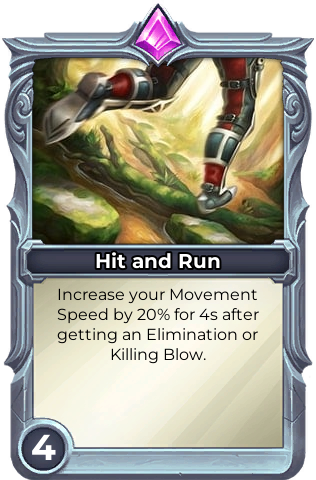 Hit and Run
Increase your Movement
Speed by 20% for 4s after
getting an Elimination or
Killing Blow.
4